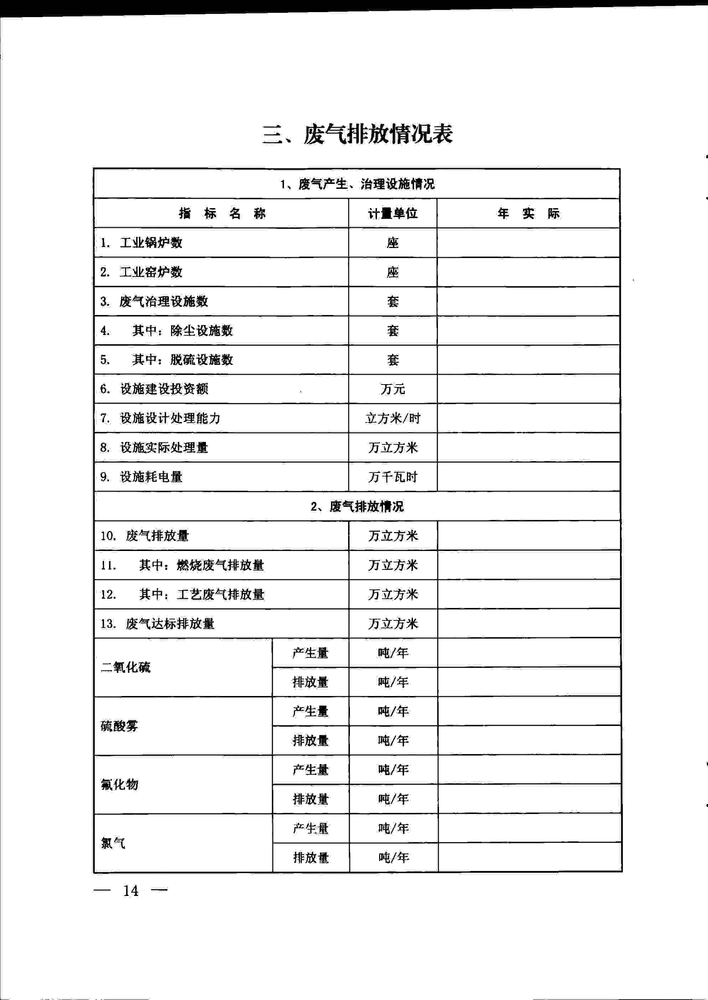 三、废气排放情况表
1、废气产生、治理设施情况
指 标 名 称 计量单位 年 实 际
1. 工业锅炉数 座
2. 工业窑炉数 座
3. 废气治理设施数 套
4. 其中：除尘设施数 套
5. 其中：脱硫设施数 套
6. 设施建设投资额 万元
7. 设施设计处理能力 立方米/时
8. 设施实际处理量 万立方米
9. 设施耗电量 万千瓦时
2、废气排放情况
10. 废气排放量 万立方米
11. 其中：燃烧废气排放量 万立方米
12. 其中：工艺废气排放量 万立方米
13. 废气达标排放量 万立方米
二氧化硫 产生量 吨/年
排放量 吨/年
硫酸雾 产生量 吨/年
排放量 吨/年
氟化物 产生量 吨/年
排放量 吨/年
氯气 产生量 吨/年
排放量 吨/年
— 14 —